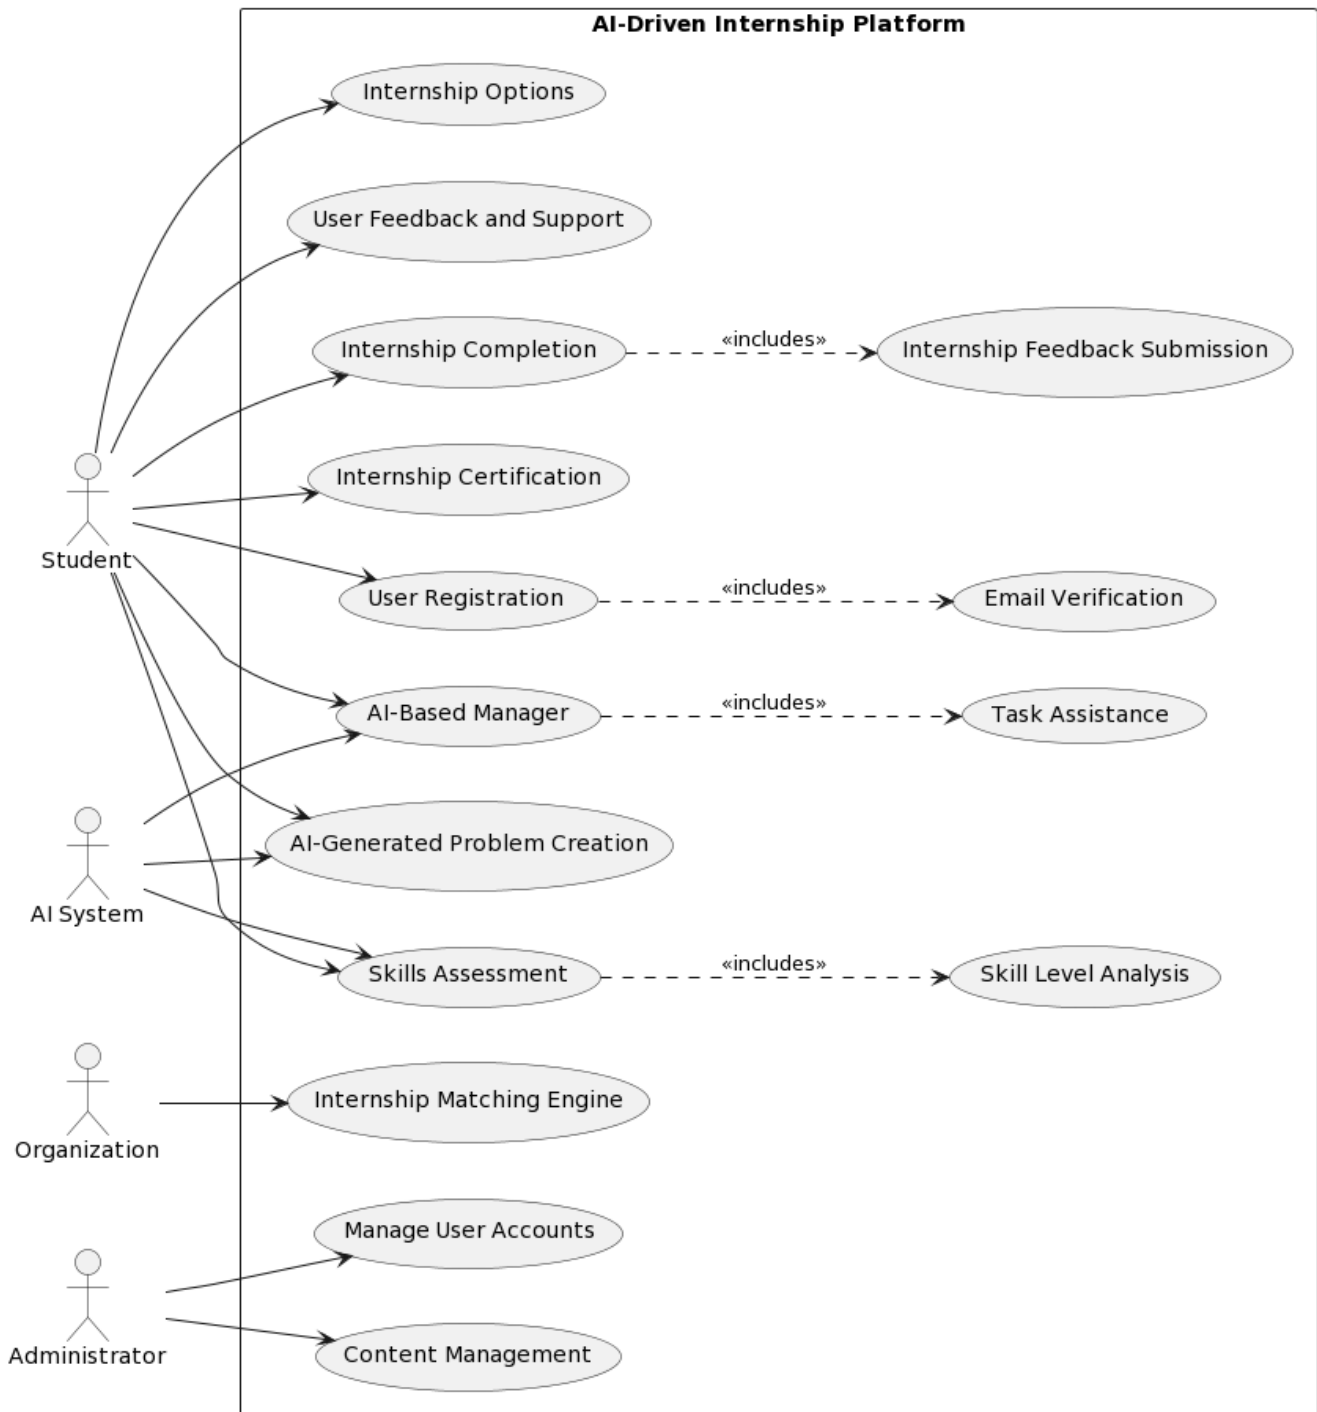 AI-Driven Internship Platform
Internship Options
User Feedback and Support
Internship Completion
«includes»
Internship Feedback Submission
Internship Certification
Student
User Registration
«includes»
Email Verification
AI-Based Manager
«includes»
Task Assistance
AI-Generated Problem Creation
AI System
Skills Assessment
«includes»
Skill Level Analysis
Internship Matching Engine
Organization
Manage User Accounts
Administrator
Content Management